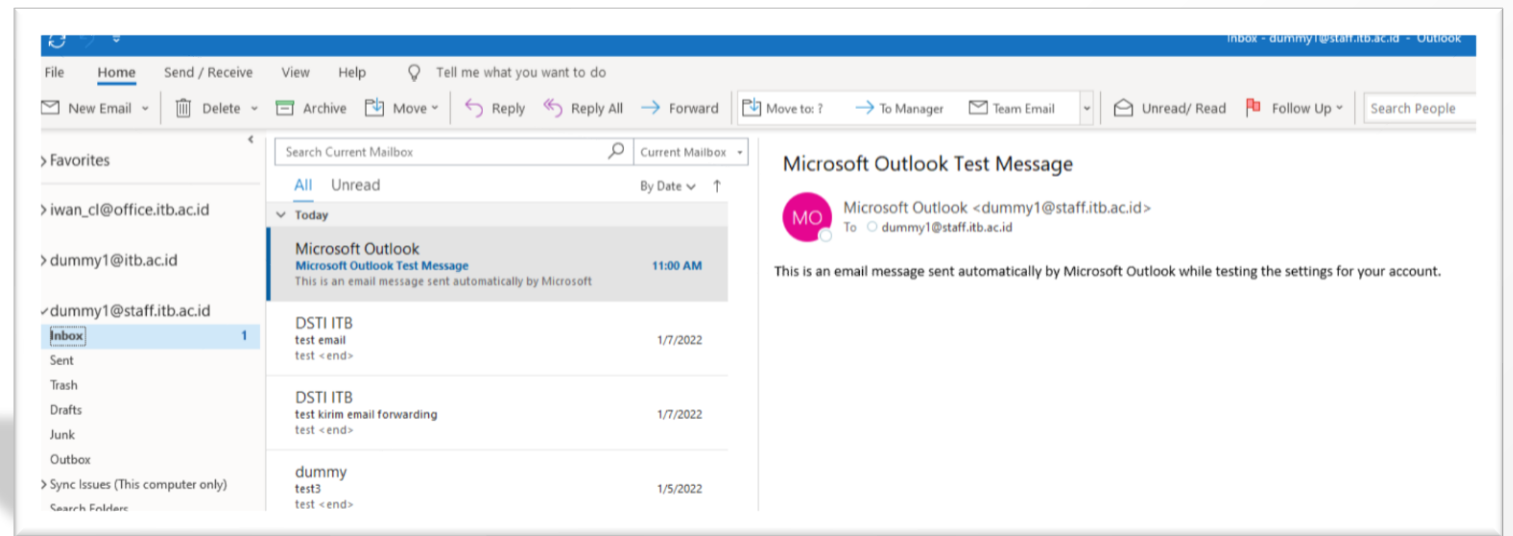 Inbox - dummy1@staff.itb.ac.id - Outlook
File Home Send / Receive View Help Tell me what you want to do
New Email Delete Archive Move Reply Reply All Forward Move to: ? To Manager Team Email Unread/ Read Follow Up Search People
Favorites
iwan_cl@office.itb.ac.id
dummy1@itb.ac.id
dummy1@staff.itb.ac.id
Inbox 1
Sent
Trash
Drafts
Junk
Outbox
Sync Issues (This computer only)
Search Folders
Search Current Mailbox Current Mailbox
All Unread By Date
Today
Microsoft Outlook
Microsoft Outlook Test Message 11:00 AM
This is an email message sent automatically by Microsoft
DSTI ITB
test email 1/7/2022
test <end>
DSTI ITB
test kirim email forwarding 1/7/2022
test <end>
dummy
test3 1/5/2022
test <end>
Microsoft Outlook Test Message
MO
Microsoft Outlook <dummy1@staff.itb.ac.id>
To dummy1@staff.itb.ac.id
This is an email message sent automatically by Microsoft Outlook while testing the settings for your account.